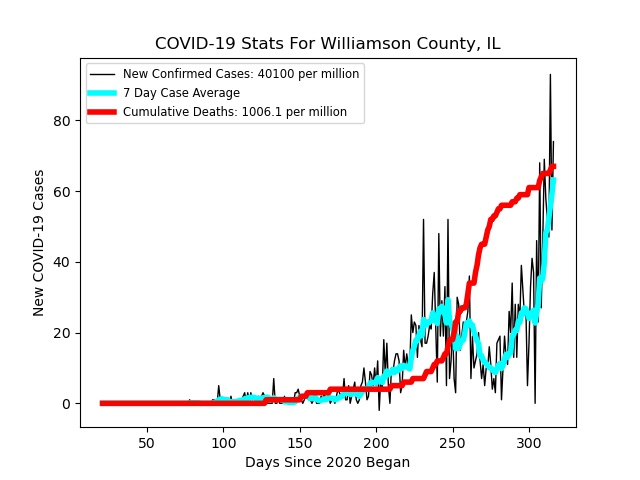 COVID-19 Stats For Williamson County, IL
New Confirmed Cases: 40100 per million
7 Day Case Average
Cumulative Deaths: 1006.1 per million
New COVID-19 Cases
80
60
40
20
0
50 100 150 200 250 300
Days Since 2020 Began